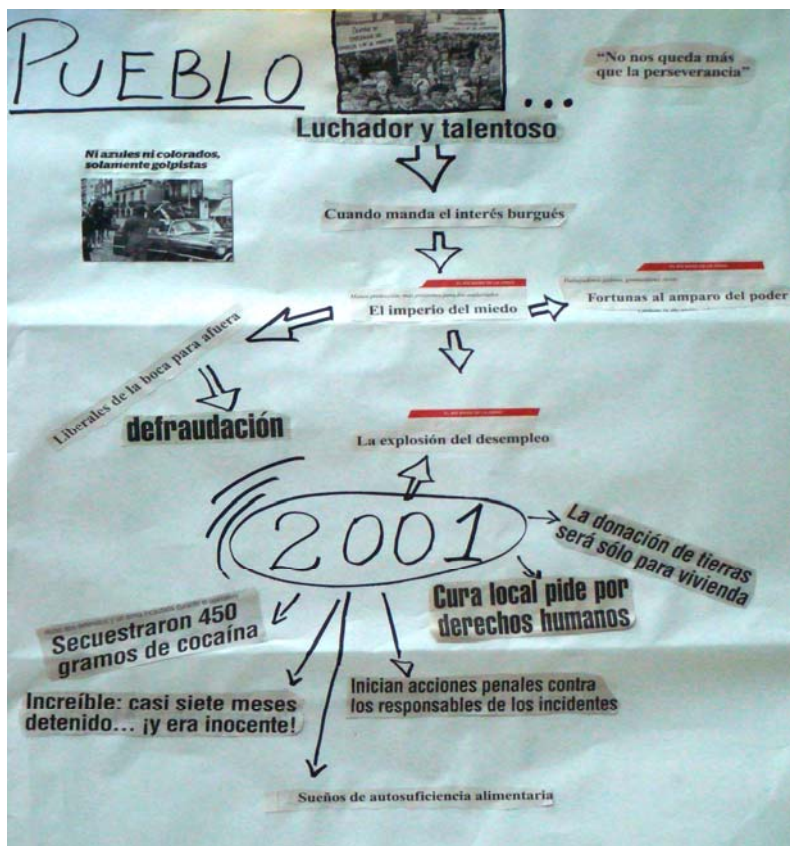 PUEBLO
...
"No nos queda más
que la perseverancia"
Luchador y talentoso
Ni azules ni colorados,
solamente golpistas
Cuando manda el interés burgués
El imperio del miedo
Fortunas al amparo del poder
Liberales de la boca para afuera
defraudación
La explosión del desempleo
2001
La donación de tierras
será sólo para vivienda
Cura local pide por
derechos humanos
Secuestraron 450
gramos de cocaína
Increíble: casi siete meses
detenido... ¡y era inocente!
Inician acciones penales contra
los responsables de los incidentes
Sueños de autosuficiencia alimentaria